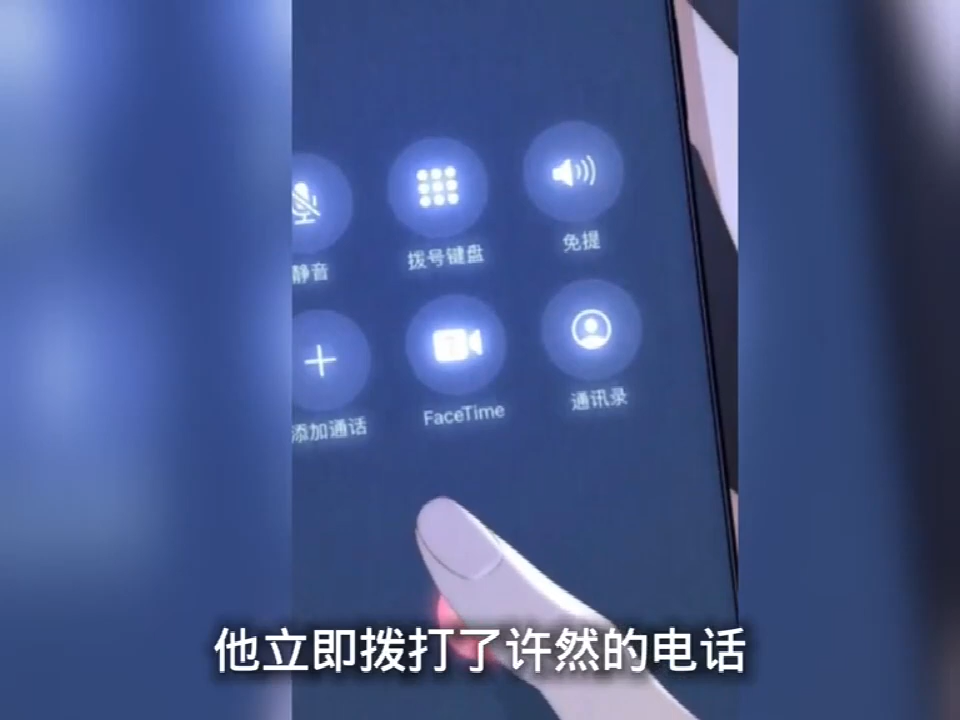 静音
拨号键盘
免提
添加通话
FaceTime
通讯录
他立即拨打了许然的电话